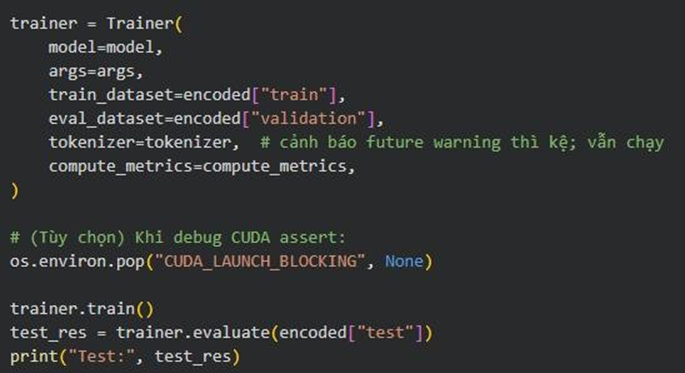 trainer = Trainer(
    model=model,
    args=args,
    train_dataset=encoded["train"],
    eval_dataset=encoded["validation"],
    tokenizer=tokenizer,  # cảnh báo future warning thì kệ; vẫn chạy
    compute_metrics=compute_metrics,
)

# (Tùy chọn) Khi debug CUDA assert:
os.environ.pop("CUDA_LAUNCH_BLOCKING", None)

trainer.train()
test_res = trainer.evaluate(encoded["test"])
print("Test:", test_res)